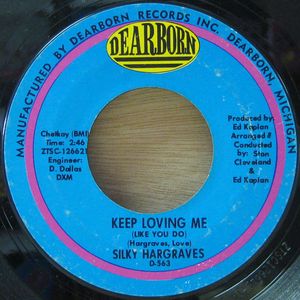 MANUFACTURED BY DEARBORN RECORDS INC. DEARBORN, MICHIGAN
DEARBORN
Chetkay (BMI)
Time: 2:46
ZTSC-126621
Engineer:
D. Dallas
DXM
Produced by:
Ed Kaplan
Arranged &
Conducted
by: Stan
Cleveland
& Ed Kaplan
KEEP LOVING ME
(LIKE YOU DO)
(Hargraves, Love)
SILKY HARGRAVES
D-563